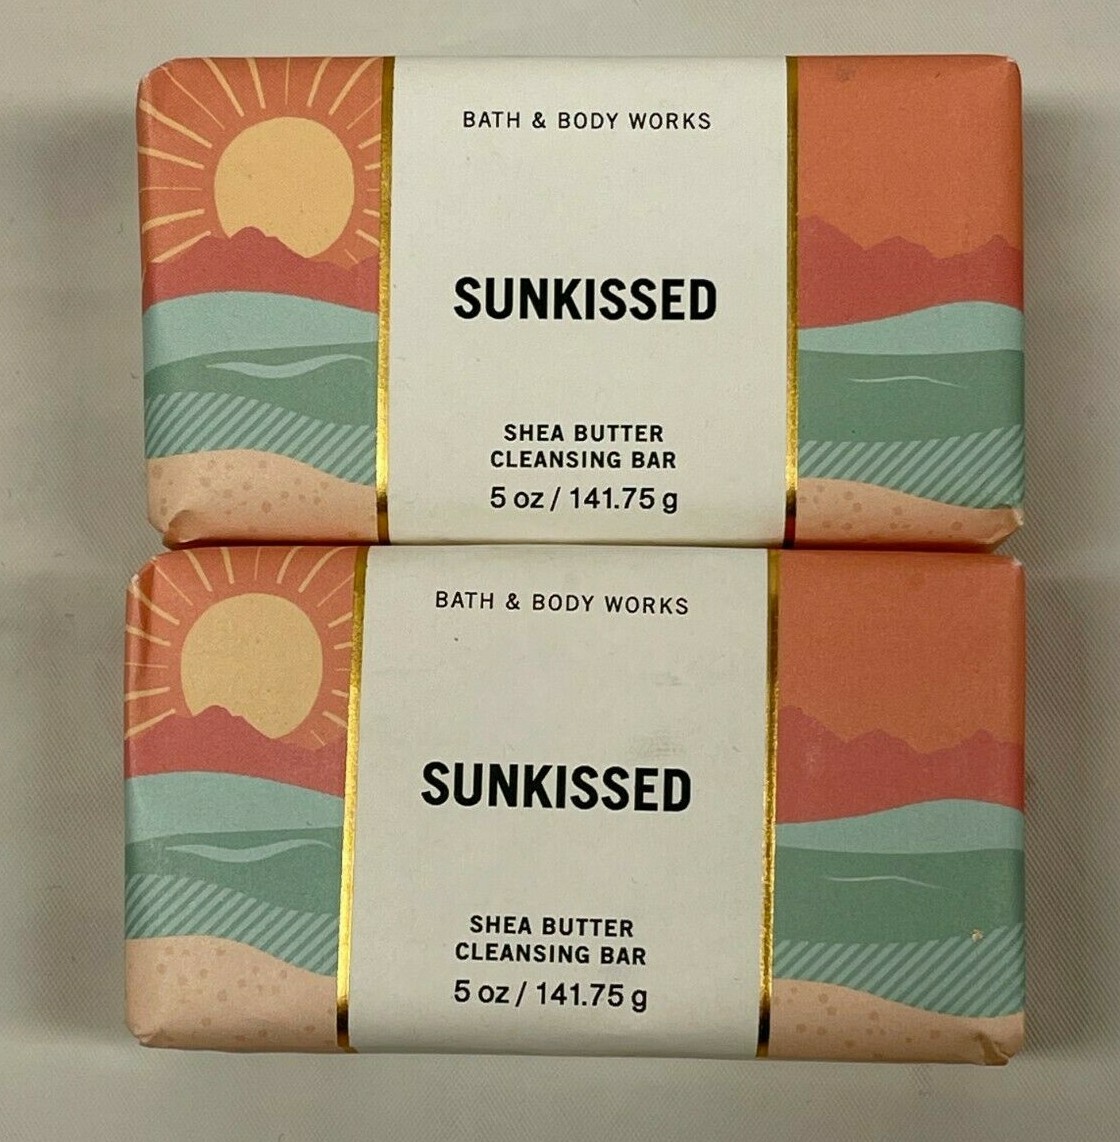 BATH & BODY WORKS
SUNKISSED
SHEA BUTTER
CLEANSING BAR
5 oz / 141.75 g
BATH & BODY WORKS
SUNKISSED
SHEA BUTTER
CLEANSING BAR
5 oz / 141.75 g